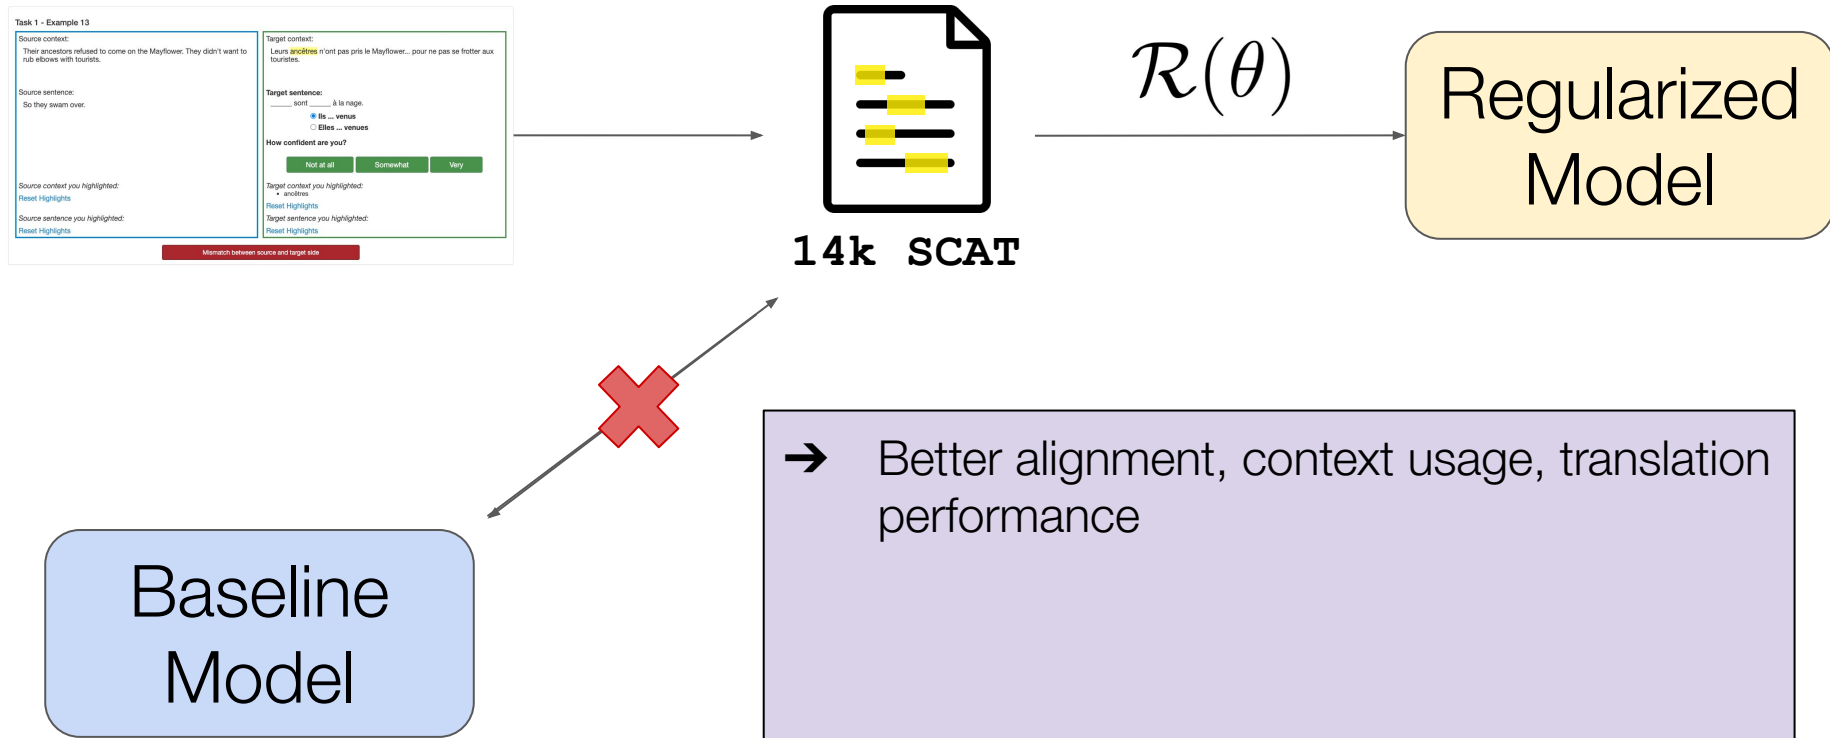 Task 1 - Example 13
Source context:
Their ancestors refused to come on the Mayflower. They didn't want to
rub elbows with tourists.
Source sentence:
So they swam over.
Source context you highlighted:
Reset Highlights
Source sentence you highlighted:
Reset Highlights
Target context:
Leurs ancêtres n'ont pas pris le Mayflower... pour ne pas se frotter aux
touristes.
Target sentence:
______ sont _____ à la nage.
Ils ... venus
Elles ... venues
How confident are you?
Not at all
Somewhat
Very
Target context you highlighted:
• ancêtres
Reset Highlights
Target sentence you highlighted:
Reset Highlights
Mismatch between source and target side
14k SCAT
R(θ)
Regularized
Model
Baseline
Model
➔ Better alignment, context usage, translation
performance